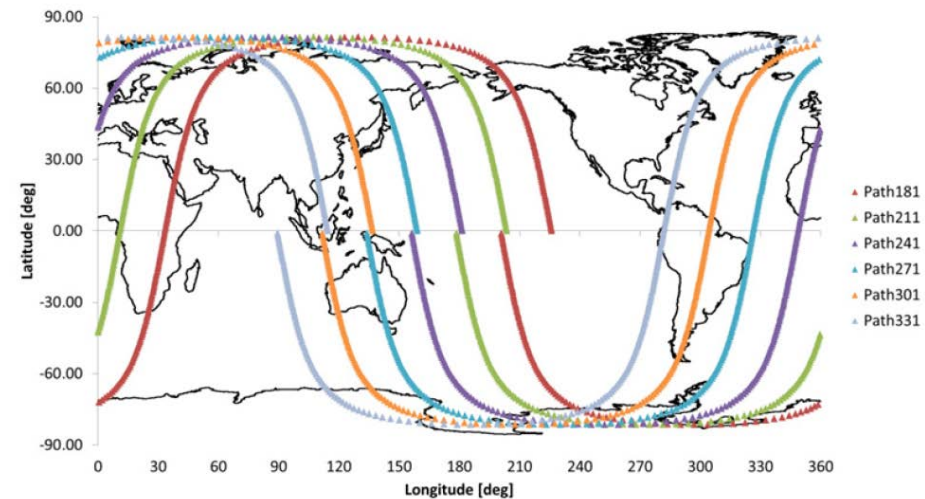 90.00
60.00
30.00
0.00
-30.00
-60.00
-90.00
Latitude [deg]
0 30 60 90 120 150 180 210 240 270 300 330 360
Longitude [deg]
Path181
Path211
Path241
Path271
Path301
Path331